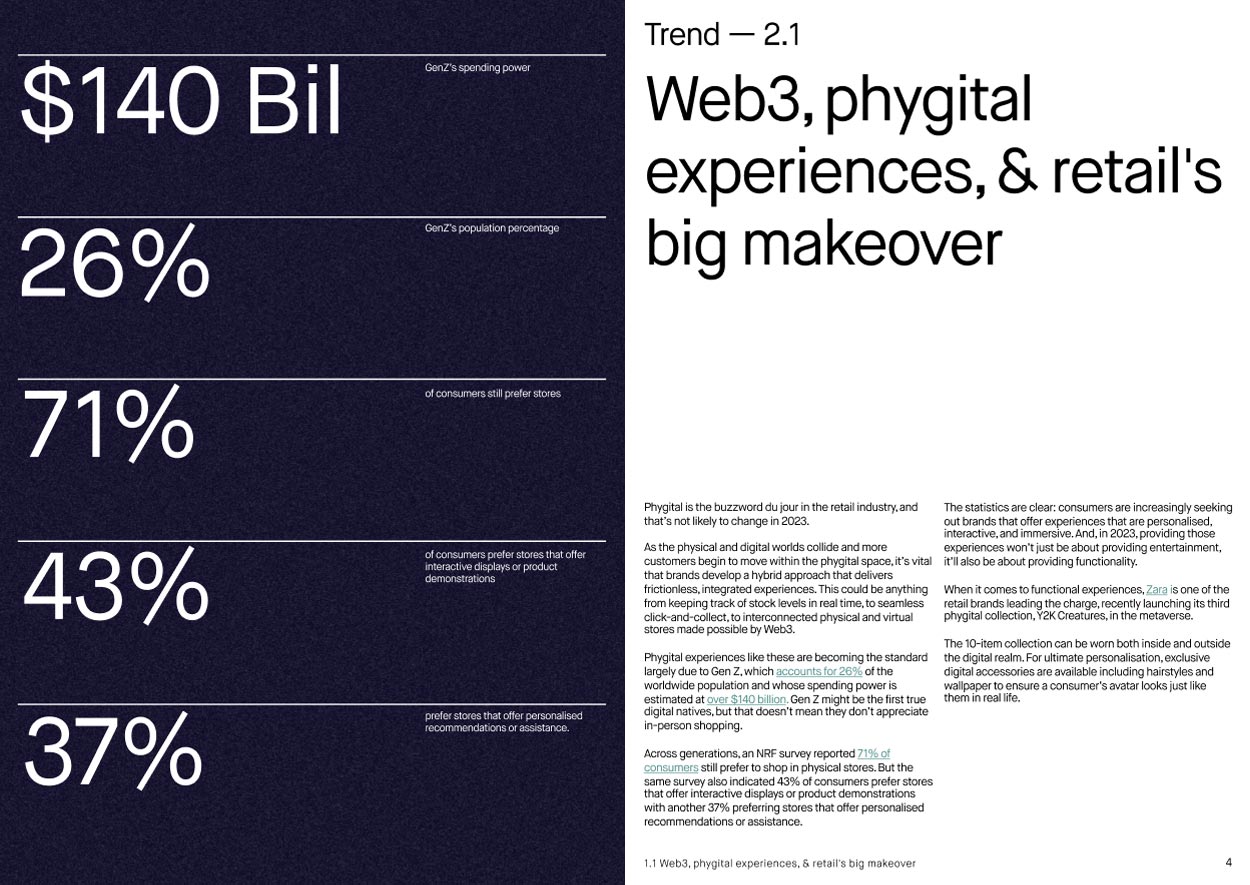 $140 Bil
GenZ's spending power
26%
GenZ's population percentage
71%
of consumers still prefer stores
43%
of consumers prefer stores that offer
interactive displays or product
demonstrations
37%
prefer stores that offer personalised
recommendations or assistance.
Trend — 2.1
Web3, phygital
experiences, & retail's
big makeover
Phygital is the buzzword du jour in the retail industry, and
that's not likely to change in 2023.
As the physical and digital worlds collide and more
customers begin to move within the phygital space, it's vital
that brands develop a hybrid approach that delivers
frictionless, integrated experiences. This could be anything
from keeping track of stock levels in real time, to seamless
click-and-collect, to interconnected physical and virtual
stores made possible by Web3.
Phygital experiences like these are becoming the standard
largely due to Gen Z, which accounts for 26% of the
worldwide population and whose spending power is
estimated at over $140 billion. Gen Z might be the first true
digital natives, but that doesn't mean they don't appreciate
in-person shopping.
Across generations, an NRF survey reported 71% of
consumers still prefer to shop in physical stores. But the
same survey also indicated 43% of consumers prefer stores
that offer interactive displays or product demonstrations
with another 37% preferring stores that offer personalised
recommendations or assistance.
The statistics are clear: consumers are increasingly seeking
out brands that offer experiences that are personalised,
interactive, and immersive. And, in 2023, providing those
experiences won't just be about providing entertainment,
it'll also be about providing functionality.
When it comes to functional experiences, Zara is one of the
retail brands leading the charge, recently launching its third
phygital collection, Y2K Creatures, in the metaverse.
The 10-item collection can be worn both inside and outside
the digital realm. For ultimate personalisation, exclusive
digital accessories are available including hairstyles and
wallpaper to ensure a consumer's avatar looks just like
them in real life.
1.1 Web3, phygital experiences, & retail's big makeover
4